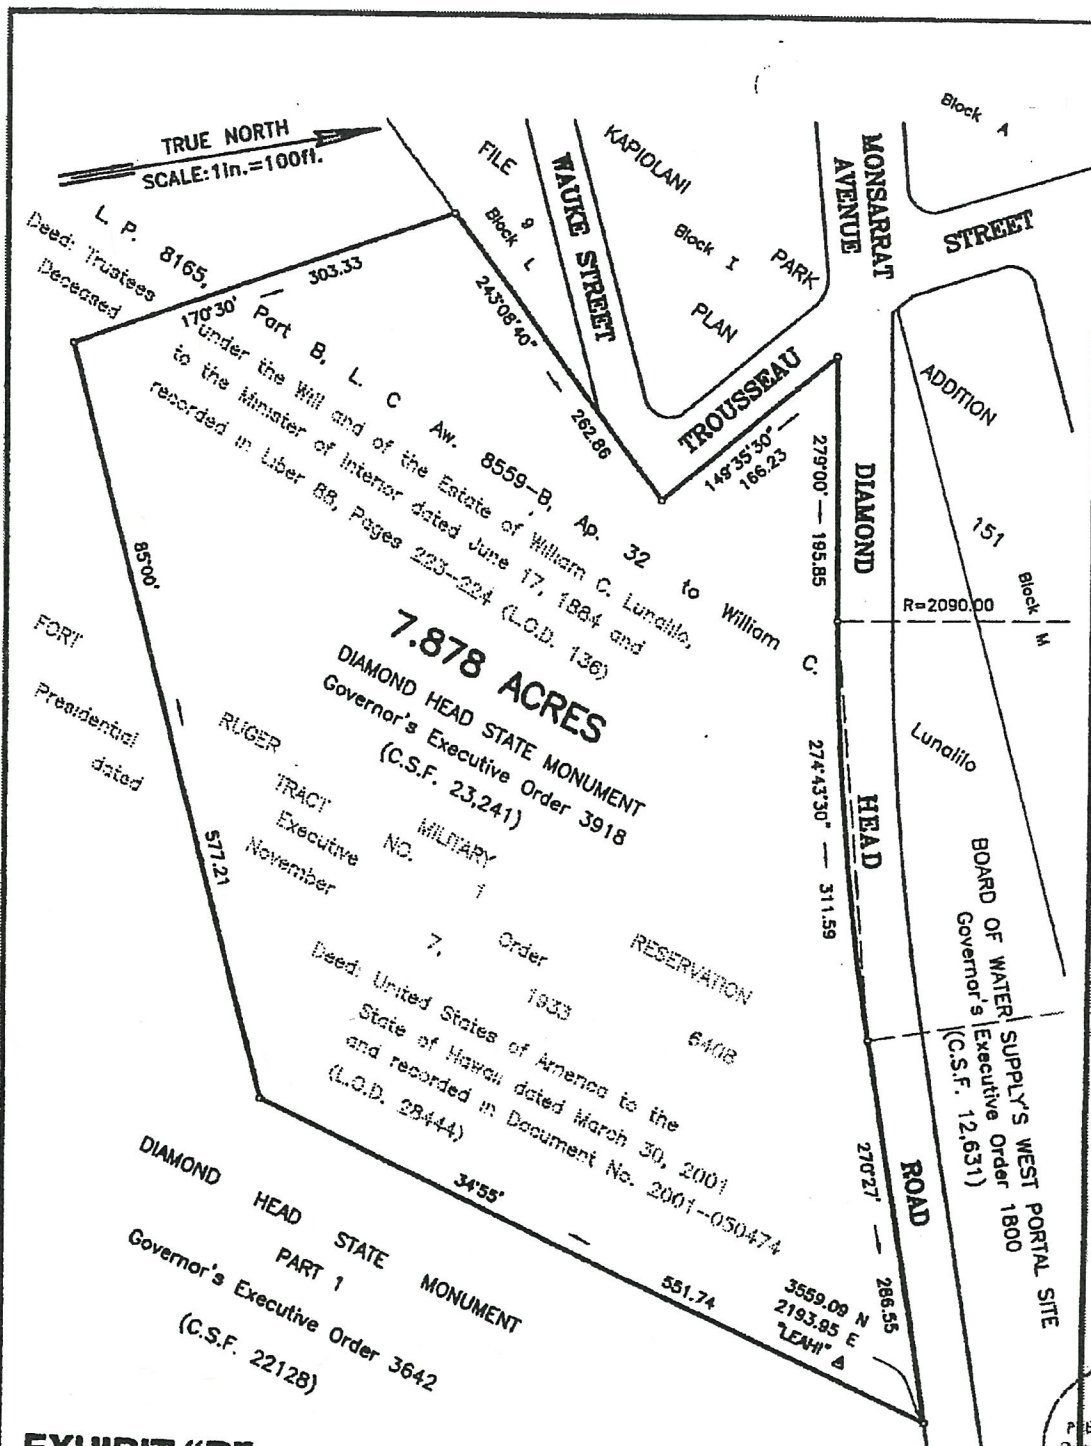 TRUE NORTH
SCALE: 1in.=100ft.
FILE 9
Block L
WAUKE STREET
KAPIOLANI
Block I
PARK
PLAN
MONSARRAT
AVENUE
Block A
STREET
TROUSSEAU
ADDITION
151
Block M
Lunalilo
DIAMOND
HEAD
ROAD
R=2090.00
170°30' — 303.33
243°08'40" — 262.86
149°35'30" —
166.23
279°00' — 195.85
274°43'30" — 311.59
270°27' — 286.55
85°00' — 577.21
34°55' — 551.74
L. P. 8165, Part B, L. C Aw. 8559-B, Ap. 32 to William C.
Deed: Trustees under the Will and of the Estate of William C. Lunalilo,
Deceased to the Minister of Interior dated June 17, 1884 and
recorded in Liber 88, Pages 223-224 (L.O.D. 136)
7.878 ACRES
DIAMOND HEAD STATE MONUMENT
Governor's Executive Order 3918
(C.S.F. 23,241)
FORT RUGER MILITARY RESERVATION
TRACT NO. 1
Presidential Executive Order 6408
dated November 7, 1933
Deed: United States of America to the
State of Hawaii dated March 30, 2001
and recorded in Document No. 2001-050474
(L.O.D. 28444)
BOARD OF WATER SUPPLY'S WEST PORTAL SITE
Governor's Executive Order 1800
(C.S.F. 12,631)
3559.09 N
2193.95 E
"LEAHI" Δ
DIAMOND HEAD STATE MONUMENT
PART 1
Governor's Executive Order 3642
(C.S.F. 22128)